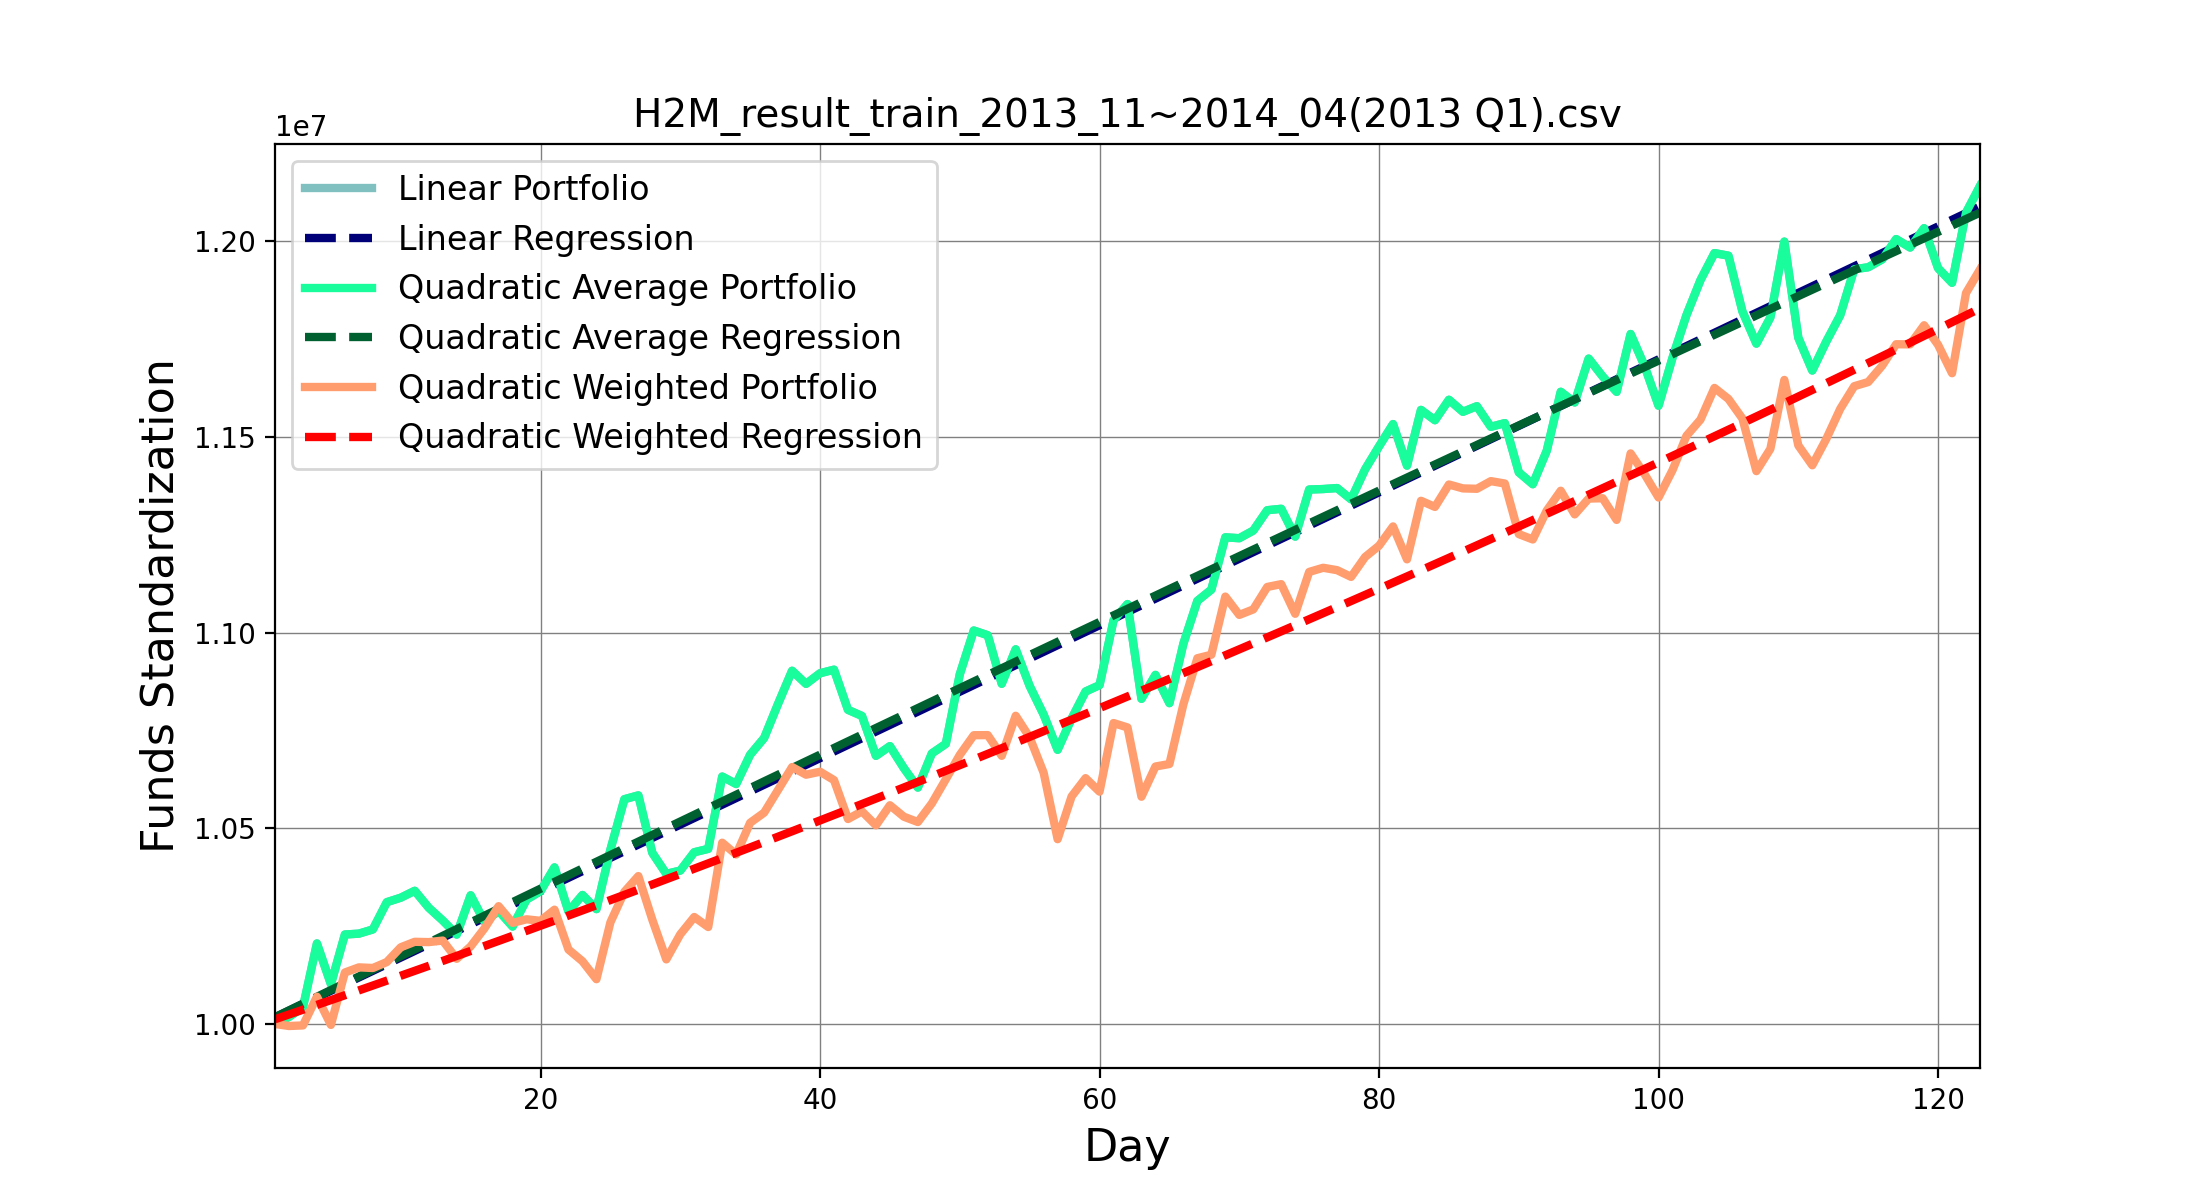 H2M_result_train_2013_11~2014_04(2013 Q1).csv
1e7
Linear Portfolio
Linear Regression
Quadratic Average Portfolio
Quadratic Average Regression
Quadratic Weighted Portfolio
Quadratic Weighted Regression
Funds Standardization
1.20
1.15
1.10
1.05
1.00
20 40 60 80 100 120
Day